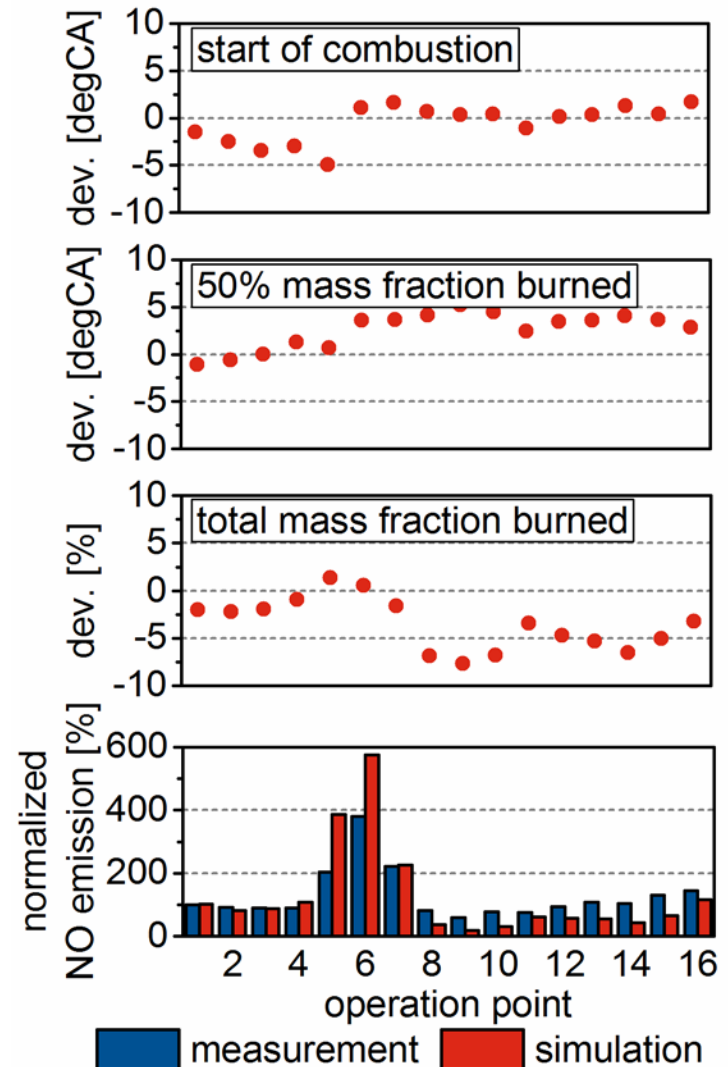 10
start of combustion
5
0
-5
-10
dev. [degCA]
10
50% mass fraction burned
5
0
-5
-10
dev. [degCA]
10
total mass fraction burned
5
0
-5
-10
dev. [%]
600
400
200
0
normalized
NO emission [%]
2 4 6 8 10 12 14 16
operation point
measurement simulation